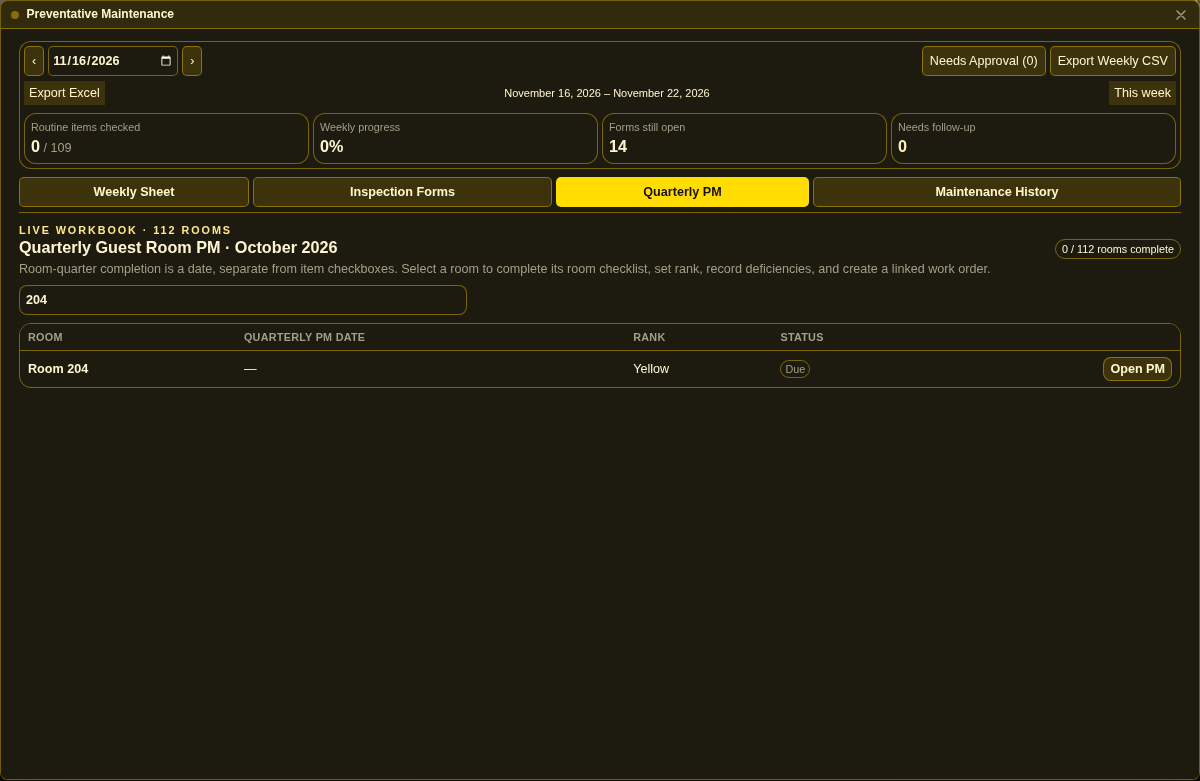 Preventative Maintenance
‹ 11/16/2026 › Needs Approval (0) Export Weekly CSV
Export Excel November 16, 2026 – November 22, 2026 This week
Routine items checked Weekly progress Forms still open Needs follow-up
0 / 109 0% 14 0
Weekly Sheet Inspection Forms Quarterly PM Maintenance History
LIVE WORKBOOK · 112 ROOMS
Quarterly Guest Room PM · October 2026 0 / 112 rooms complete
Room-quarter completion is a date, separate from item checkboxes. Select a room to complete its room checklist, set rank, record deficiencies, and create a linked work order.
204
ROOM QUARTERLY PM DATE RANK STATUS
Room 204 — Yellow Due Open PM